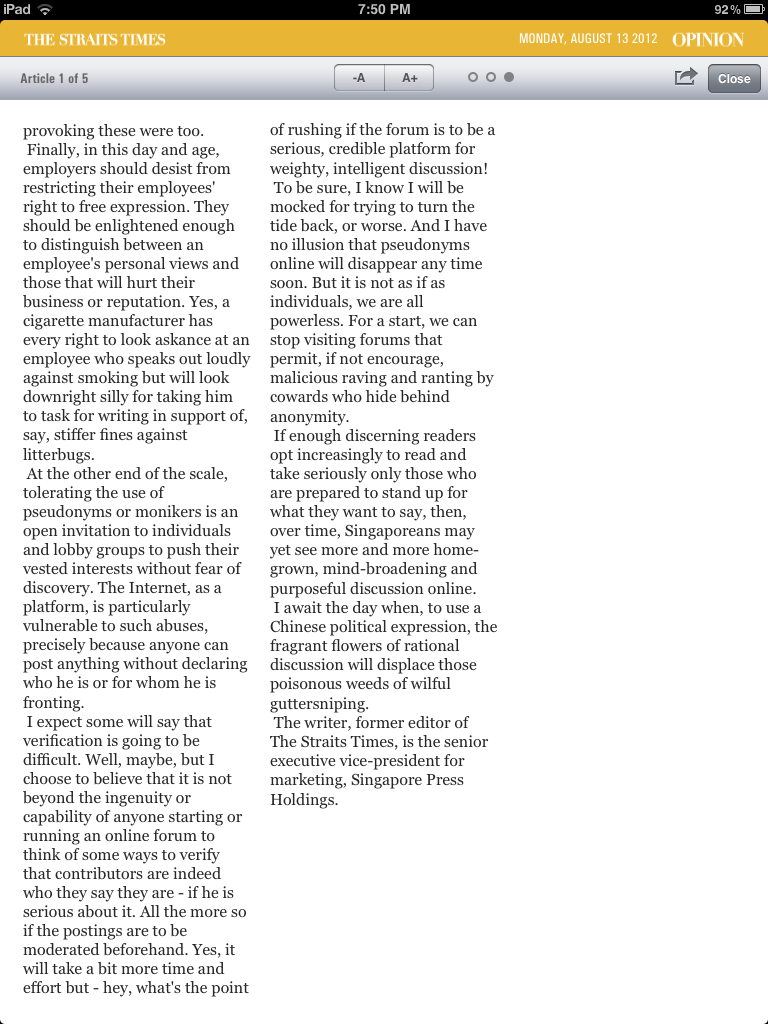 iPad 7:50 PM 92%
THE STRAITS TIMES MONDAY, AUGUST 13 2012 OPINION
Article 1 of 5 -A A+ Close
provoking these were too.
Finally, in this day and age,
employers should desist from
restricting their employees'
right to free expression. They
should be enlightened enough
to distinguish between an
employee's personal views and
those that will hurt their
business or reputation. Yes, a
cigarette manufacturer has
every right to look askance at an
employee who speaks out loudly
against smoking but will look
downright silly for taking him
to task for writing in support of,
say, stiffer fines against
litterbugs.
At the other end of the scale,
tolerating the use of
pseudonyms or monikers is an
open invitation to individuals
and lobby groups to push their
vested interests without fear of
discovery. The Internet, as a
platform, is particularly
vulnerable to such abuses,
precisely because anyone can
post anything without declaring
who he is or for whom he is
fronting.
I expect some will say that
verification is going to be
difficult. Well, maybe, but I
choose to believe that it is not
beyond the ingenuity or
capability of anyone starting or
running an online forum to
think of some ways to verify
that contributors are indeed
who they say they are - if he is
serious about it. All the more so
if the postings are to be
moderated beforehand. Yes, it
will take a bit more time and
effort but - hey, what's the point
of rushing if the forum is to be a
serious, credible platform for
weighty, intelligent discussion!
To be sure, I know I will be
mocked for trying to turn the
tide back, or worse. And I have
no illusion that pseudonyms
online will disappear any time
soon. But it is not as if as
individuals, we are all
powerless. For a start, we can
stop visiting forums that
permit, if not encourage,
malicious raving and ranting by
cowards who hide behind
anonymity.
If enough discerning readers
opt increasingly to read and
take seriously only those who
are prepared to stand up for
what they want to say, then,
over time, Singaporeans may
yet see more and more home-
grown, mind-broadening and
purposeful discussion online.
I await the day when, to use a
Chinese political expression, the
fragrant flowers of rational
discussion will displace those
poisonous weeds of wilful
guttersniping.
The writer, former editor of
The Straits Times, is the senior
executive vice-president for
marketing, Singapore Press
Holdings.